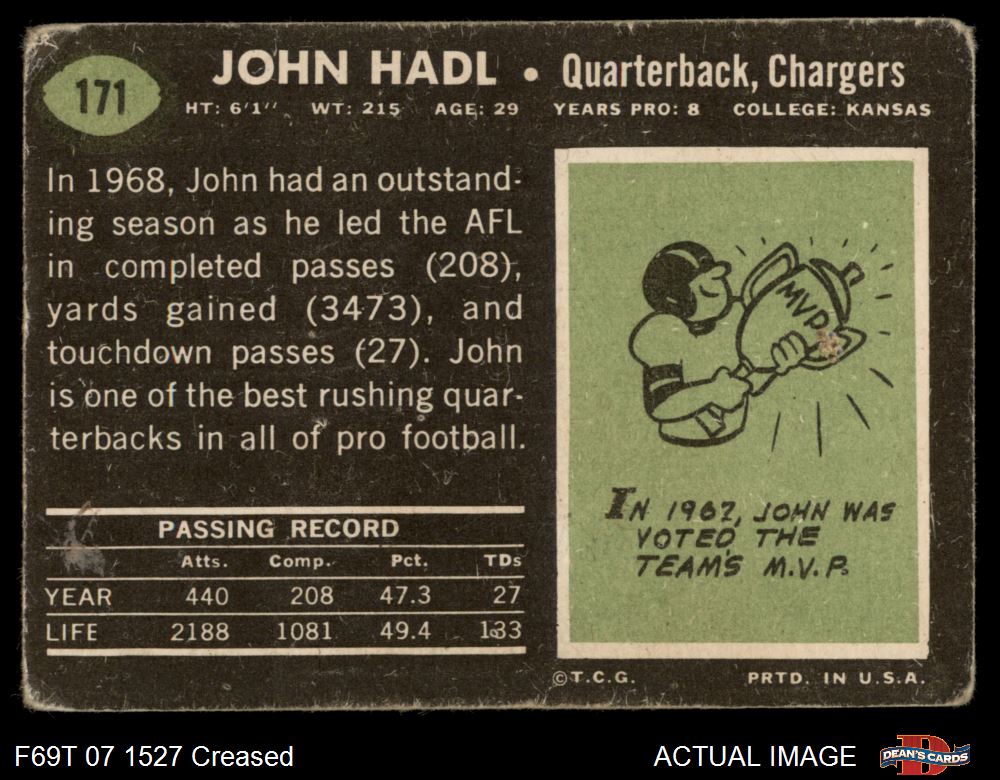 171
JOHN HADL • Quarterback, Chargers
HT: 6'1'' WT: 215 AGE: 29 YEARS PRO: 8 COLLEGE: KANSAS
In 1968, John had an outstand-
ing season as he led the AFL
in completed passes (208),
yards gained (3473), and
touchdown passes (27). John
is one of the best rushing quar-
terbacks in all of pro football.
PASSING RECORD
Atts. Comp. Pct. TDs
YEAR 440 208 47.3 27
LIFE 2188 1081 49.4 133
MVP
IN 1967, JOHN WAS
VOTED THE
TEAM'S M.V.P.
©T.C.G. PRTD. IN U.S.A.
F69T 07 1527 Creased
ACTUAL IMAGE
D
DEAN'S CARDS